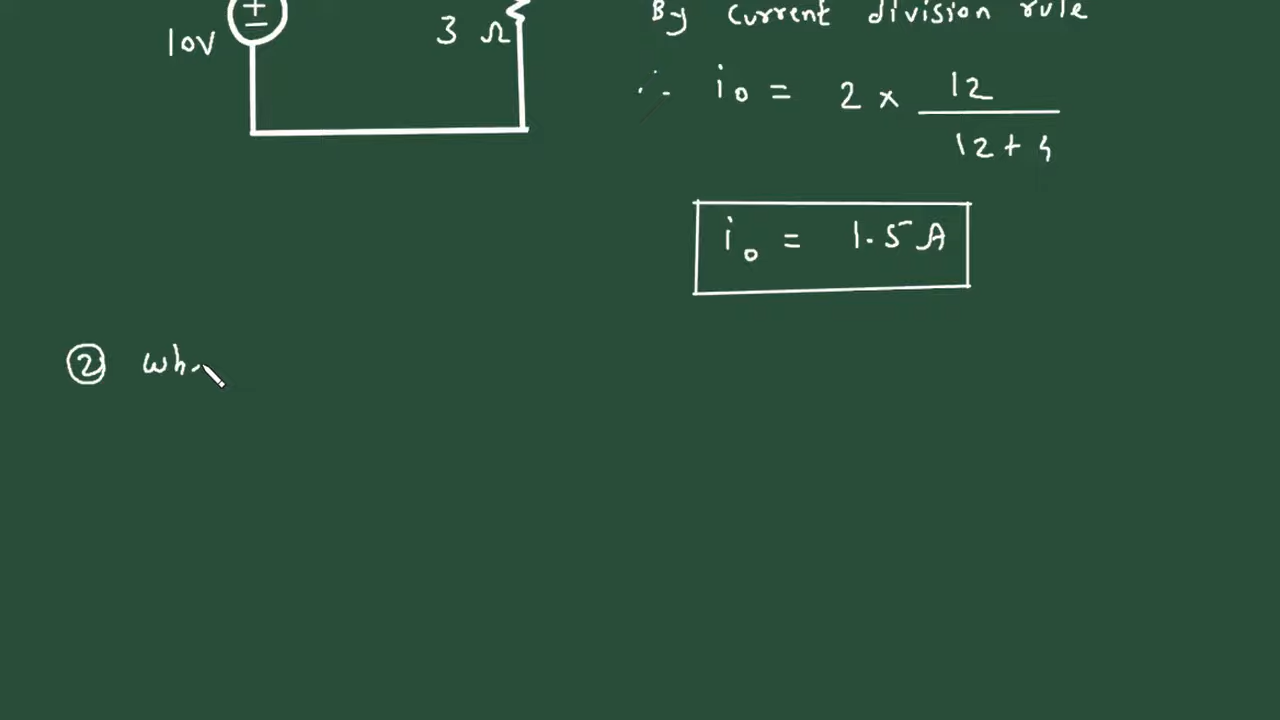 10V
+
−
3 Ω
By current division rule
∴ i₀ = 2 × 12 / 12 + 4
i₀ = 1.5 A
② wh